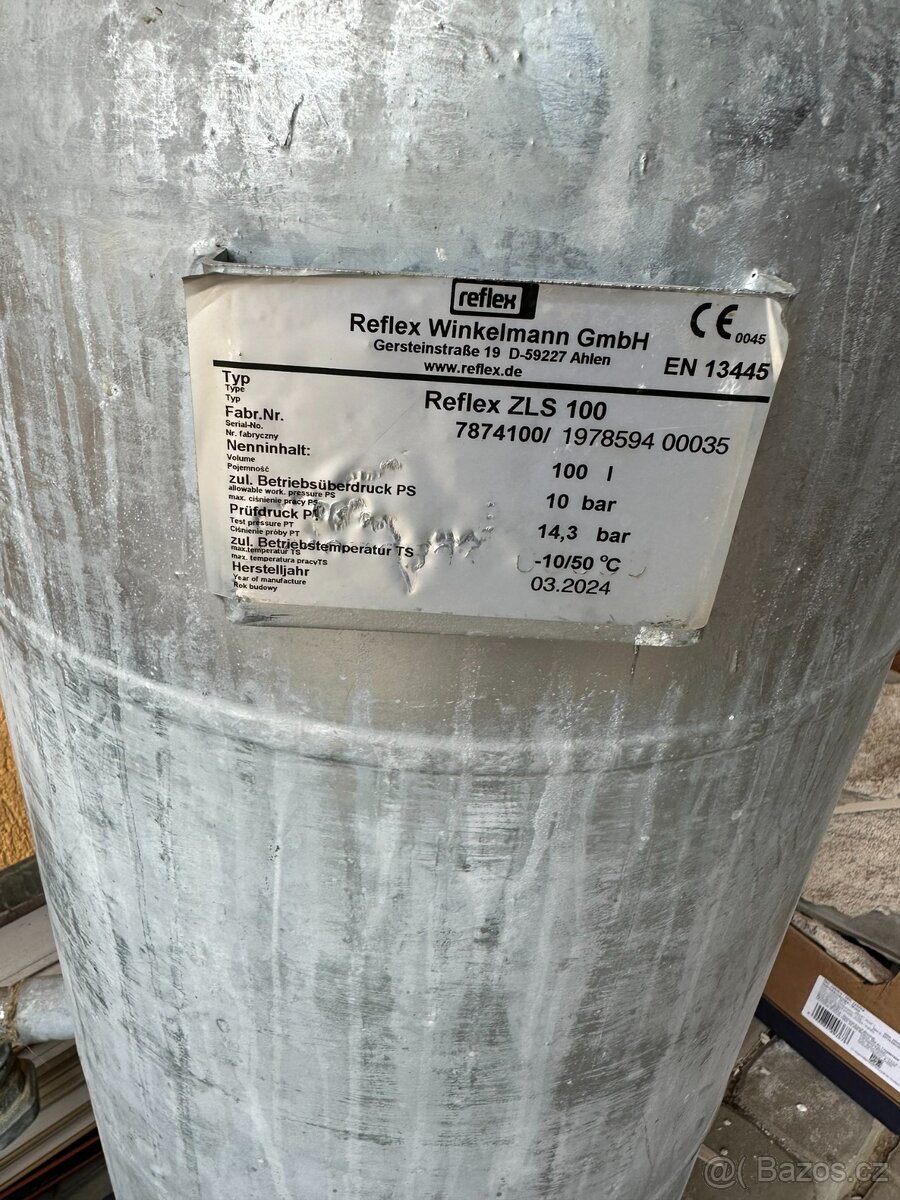 reflex
Reflex Winkelmann GmbH
Gersteinstraße 19 D-59227 Ahlen
www.reflex.de
CE 0045
EN 13445
Typ
Type
Typ
Reflex ZLS 100
Fabr.Nr.
Serial-No.
Nr. fabryczny
7874100/ 1978594 00035
Nenninhalt:
Volume
Pojemność
100 l
zul. Betriebsüberdruck PS
allowable work. pressure PS
max. ciśnienie pracy PS
10 bar
Prüfdruck
Test pressure PT
Ciśnienie próby PT
14,3 bar
zul. Betriebstemperatur TS
max.temperatur TS
max. temperatura pracyTS
-10/50 °C
Herstelljahr
Year of manufacture
Rok budowy
03.2024
Bazos.cz